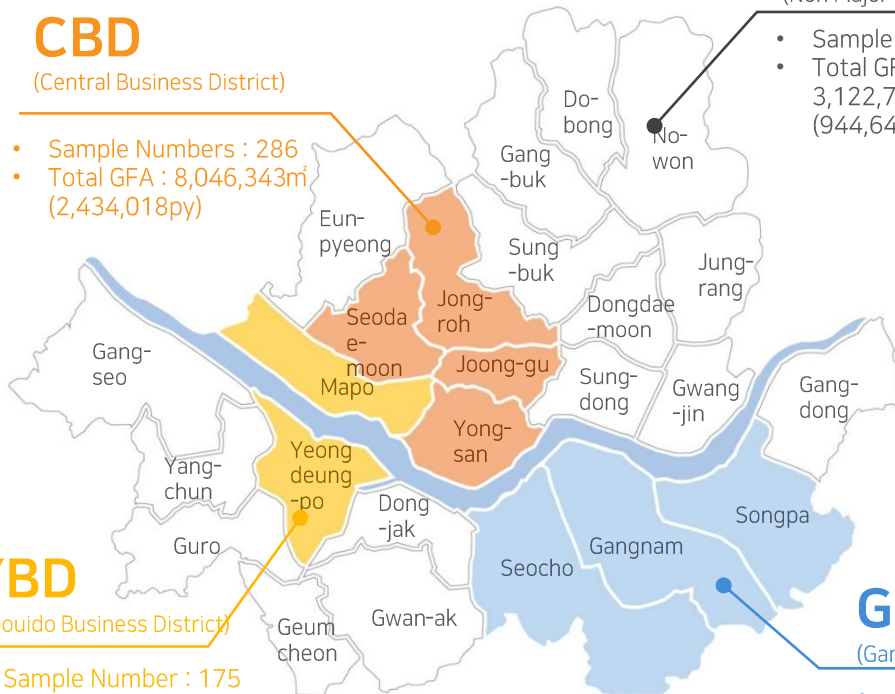 CBD
(Central Business District)
• Sample Numbers : 286
• Total GFA : 8,046,343㎡
(2,434,018py)
• Sample
• Total
3,122,7
(944,64
Do-
bong
No-
won
Gang
-buk
Eun-
pyeong
Sung
-buk
Jung-
rang
Jong-
roh
Dongdae
-moon
Seoda
e-
moon
Gang-
seo
Joong-gu
Mapo
Sung-
dong
Gwang
-jin
Gang-
dong
Yong-
san
Yeong
deung
-po
Yang-
chun
Dong
-jak
Songpa
Guro
Gangnam
Seocho
YBD
ouido Business District)
Sample Number : 175
Geum
cheon
Gwan-ak
G
(Gar